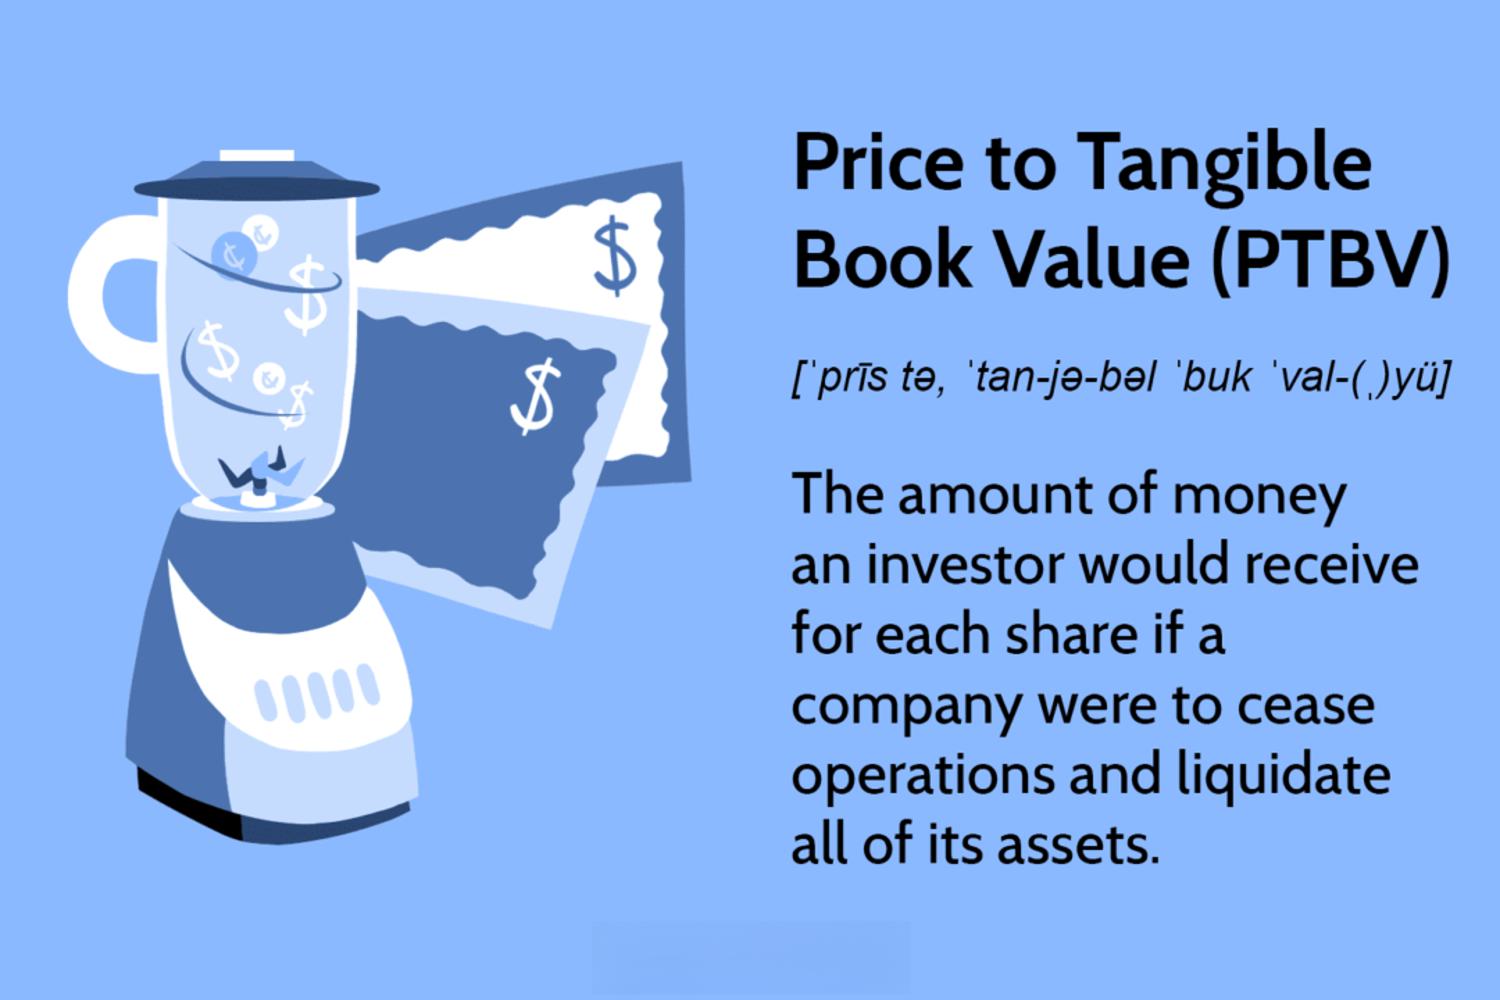 Price to Tangible
Book Value (PTBV)
[ˈprīs tə, ˈtan-jə-bəl ˈbuk ˈval-(ˌ)yü]
The amount of money
an investor would receive
for each share if a
company were to cease
operations and liquidate
all of its assets.
$
$
$
$
$
¢
¢
¢